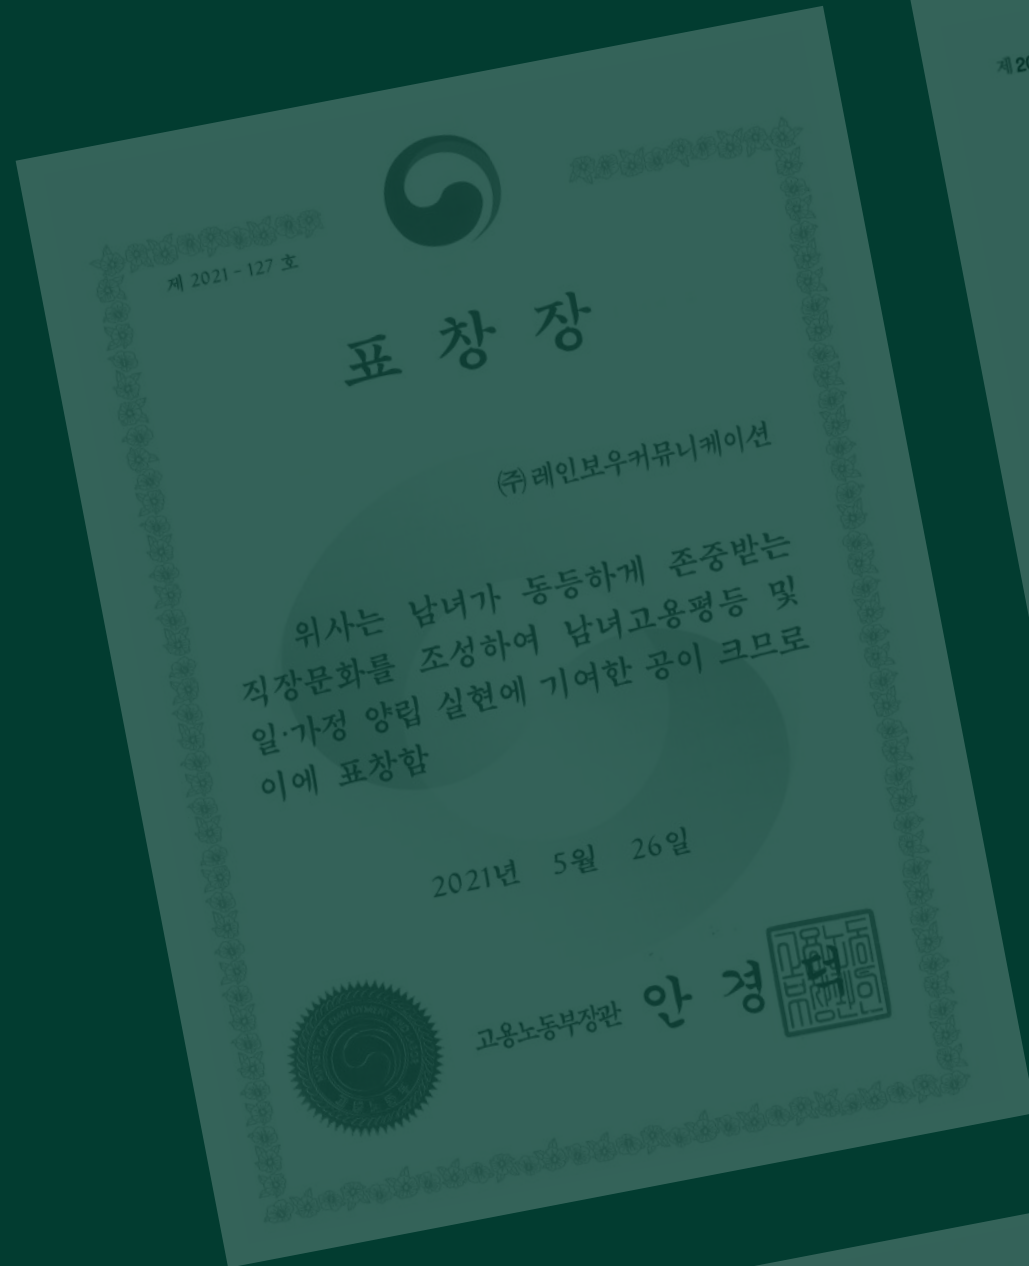 제 2021 - 127 호
표 창 장
㈜레인보우커뮤니케이션
위사는 남녀가 동등하게 존중받는
직장문화를 조성하여 남녀고용평등 및
일·가정 양립 실현에 기여한 공이 크므로
이에 표창함
2021년 5월 26일
고용노동부장관 안 경 덕
제20